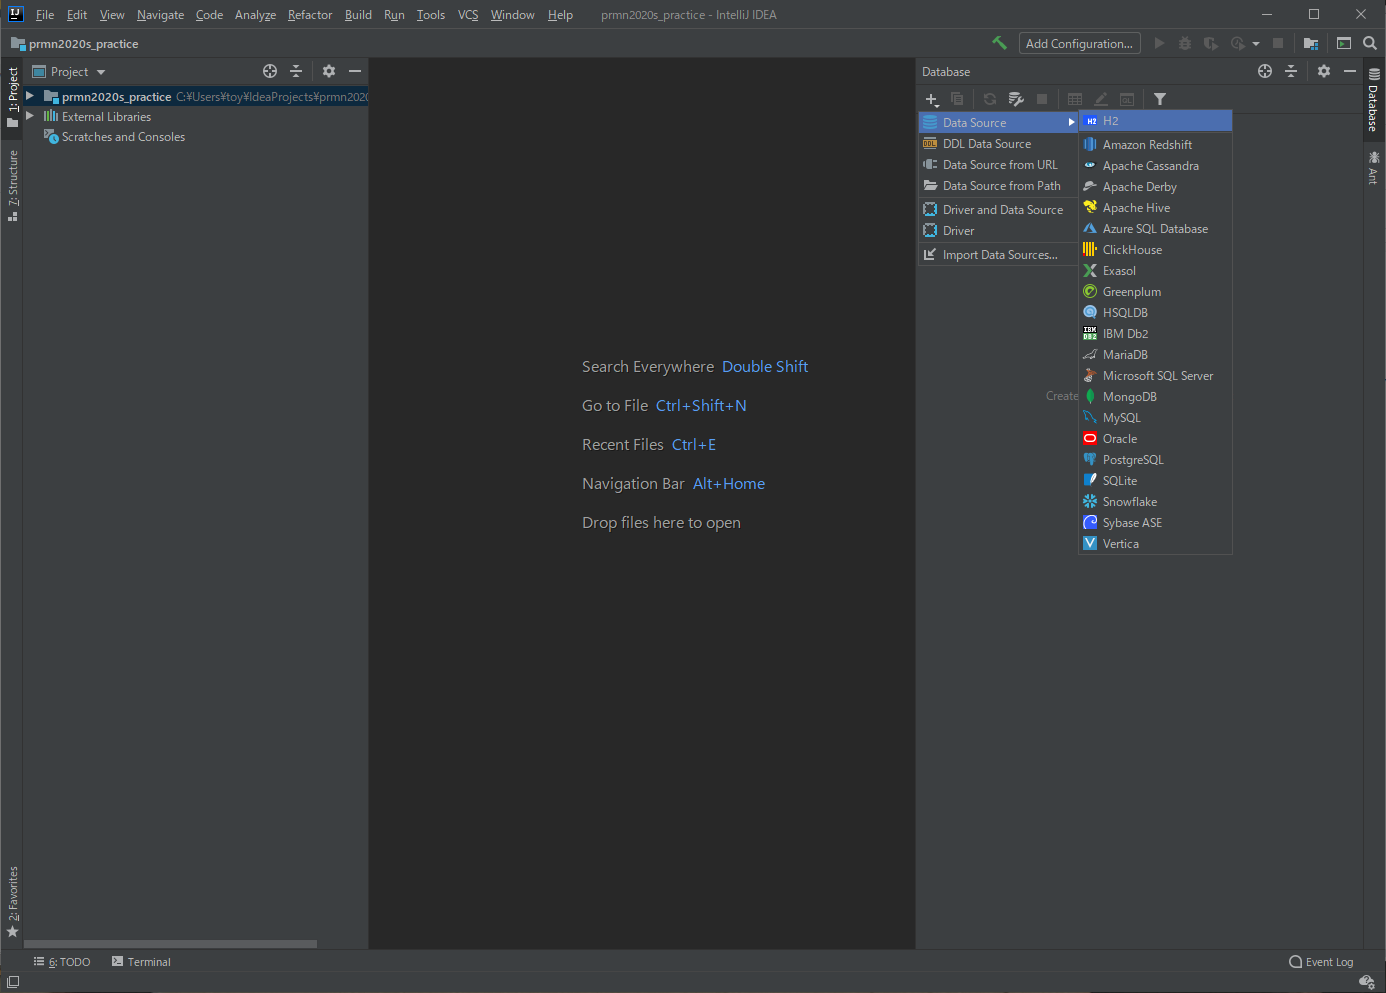 File Edit View Navigate Code Analyze Refactor Build Run Tools VCS Window Help prmn2020s_practice - IntelliJ IDEA
prmn2020s_practice
Add Configuration...
1: Project
Project
prmn2020s_practice C:¥Users¥toy¥IdeaProjects¥prmn202
External Libraries
Scratches and Consoles
7: Structure
2: Favorites
Search Everywhere Double Shift
Go to File Ctrl+Shift+N
Recent Files Ctrl+E
Navigation Bar Alt+Home
Drop files here to open
Database
Data Source
DDL Data Source
Data Source from URL
Data Source from Path
Driver and Data Source
Driver
Import Data Sources...
Create
H2
Amazon Redshift
Apache Cassandra
Apache Derby
Apache Hive
Azure SQL Database
ClickHouse
Exasol
Greenplum
HSQLDB
IBM Db2
MariaDB
Microsoft SQL Server
MongoDB
MySQL
Oracle
PostgreSQL
SQLite
Snowflake
Sybase ASE
Vertica
Database
Ant
6: TODO
Terminal
Event Log